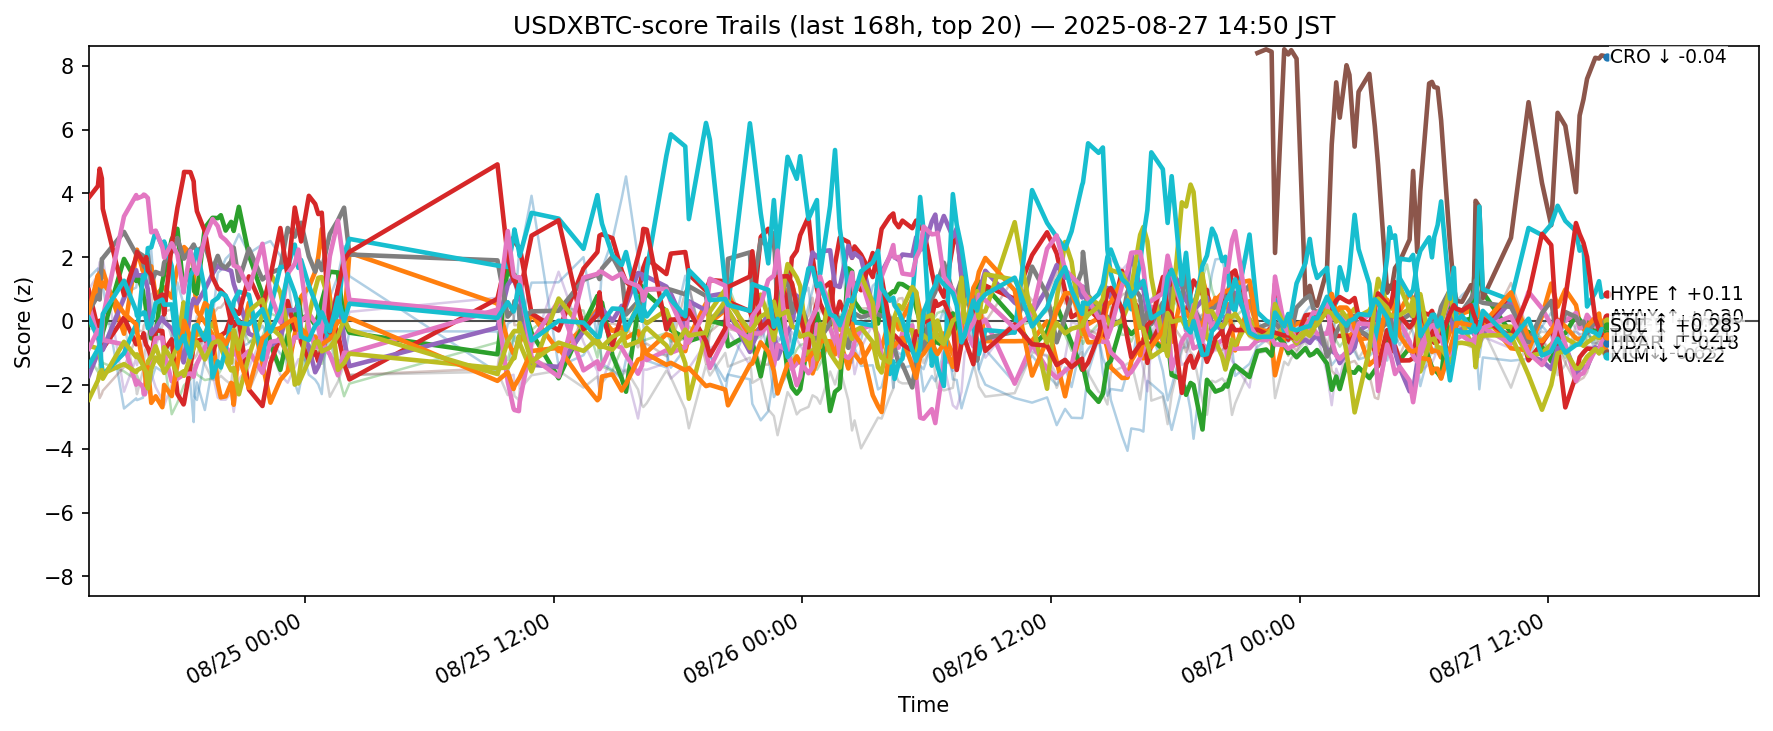 USDXBTC-score Trails (last 168h, top 20) — 2025-08-27 14:50 JST
8
6
4
2
0
−2
−4
−6
−8
Score (z)
CRO ↓ -0.04
HYPE ↑ +0.11
SOL ↑ +0.28
XLM ↓ -0.22
08/25 00:00
08/25 12:00
08/26 00:00
08/26 12:00
08/27 00:00
08/27 12:00
Time